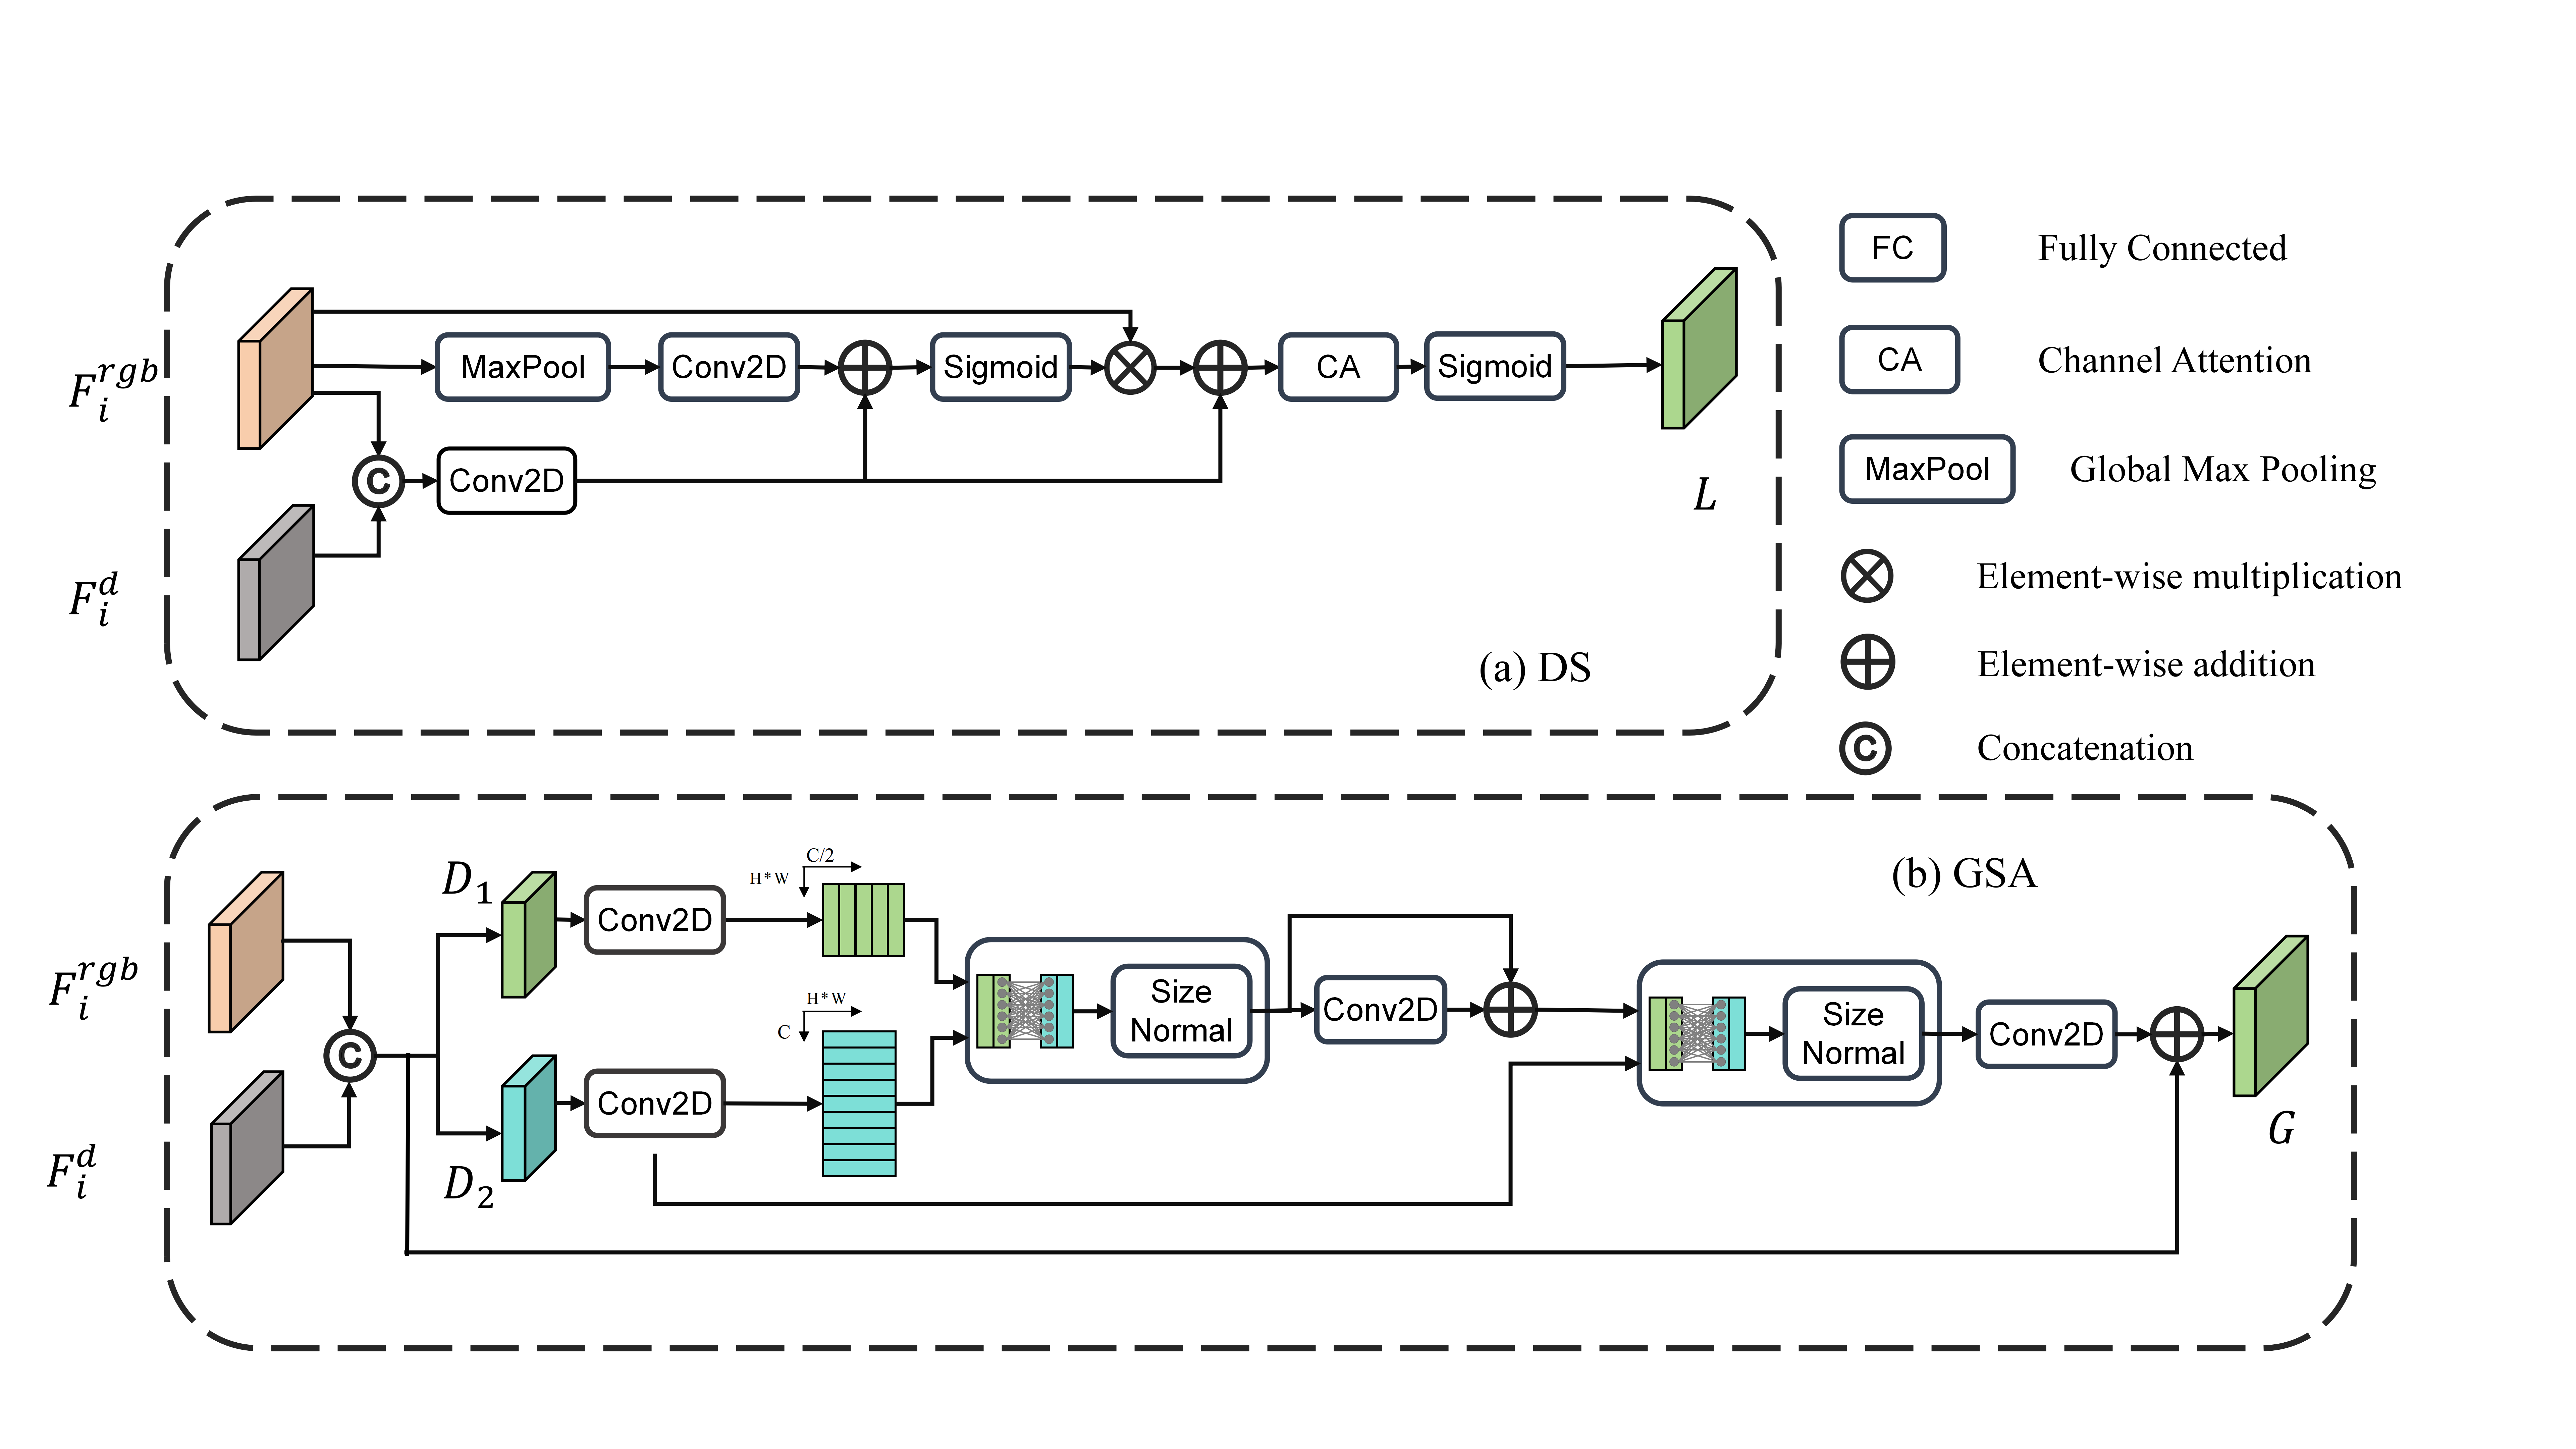 F_i^{rgb}
F_i^d
MaxPool
Conv2D
Sigmoid
CA
Sigmoid
C
Conv2D
L
(a) DS
FC Fully Connected
CA Channel Attention
MaxPool Global Max Pooling
Element-wise multiplication
Element-wise addition
C Concatenation
F_i^{rgb}
F_i^d
C
D_1
D_2
Conv2D
Conv2D
C/2
H*W
H*W
C
Size
Normal
Conv2D
Size
Normal
Conv2D
(b) GSA
G